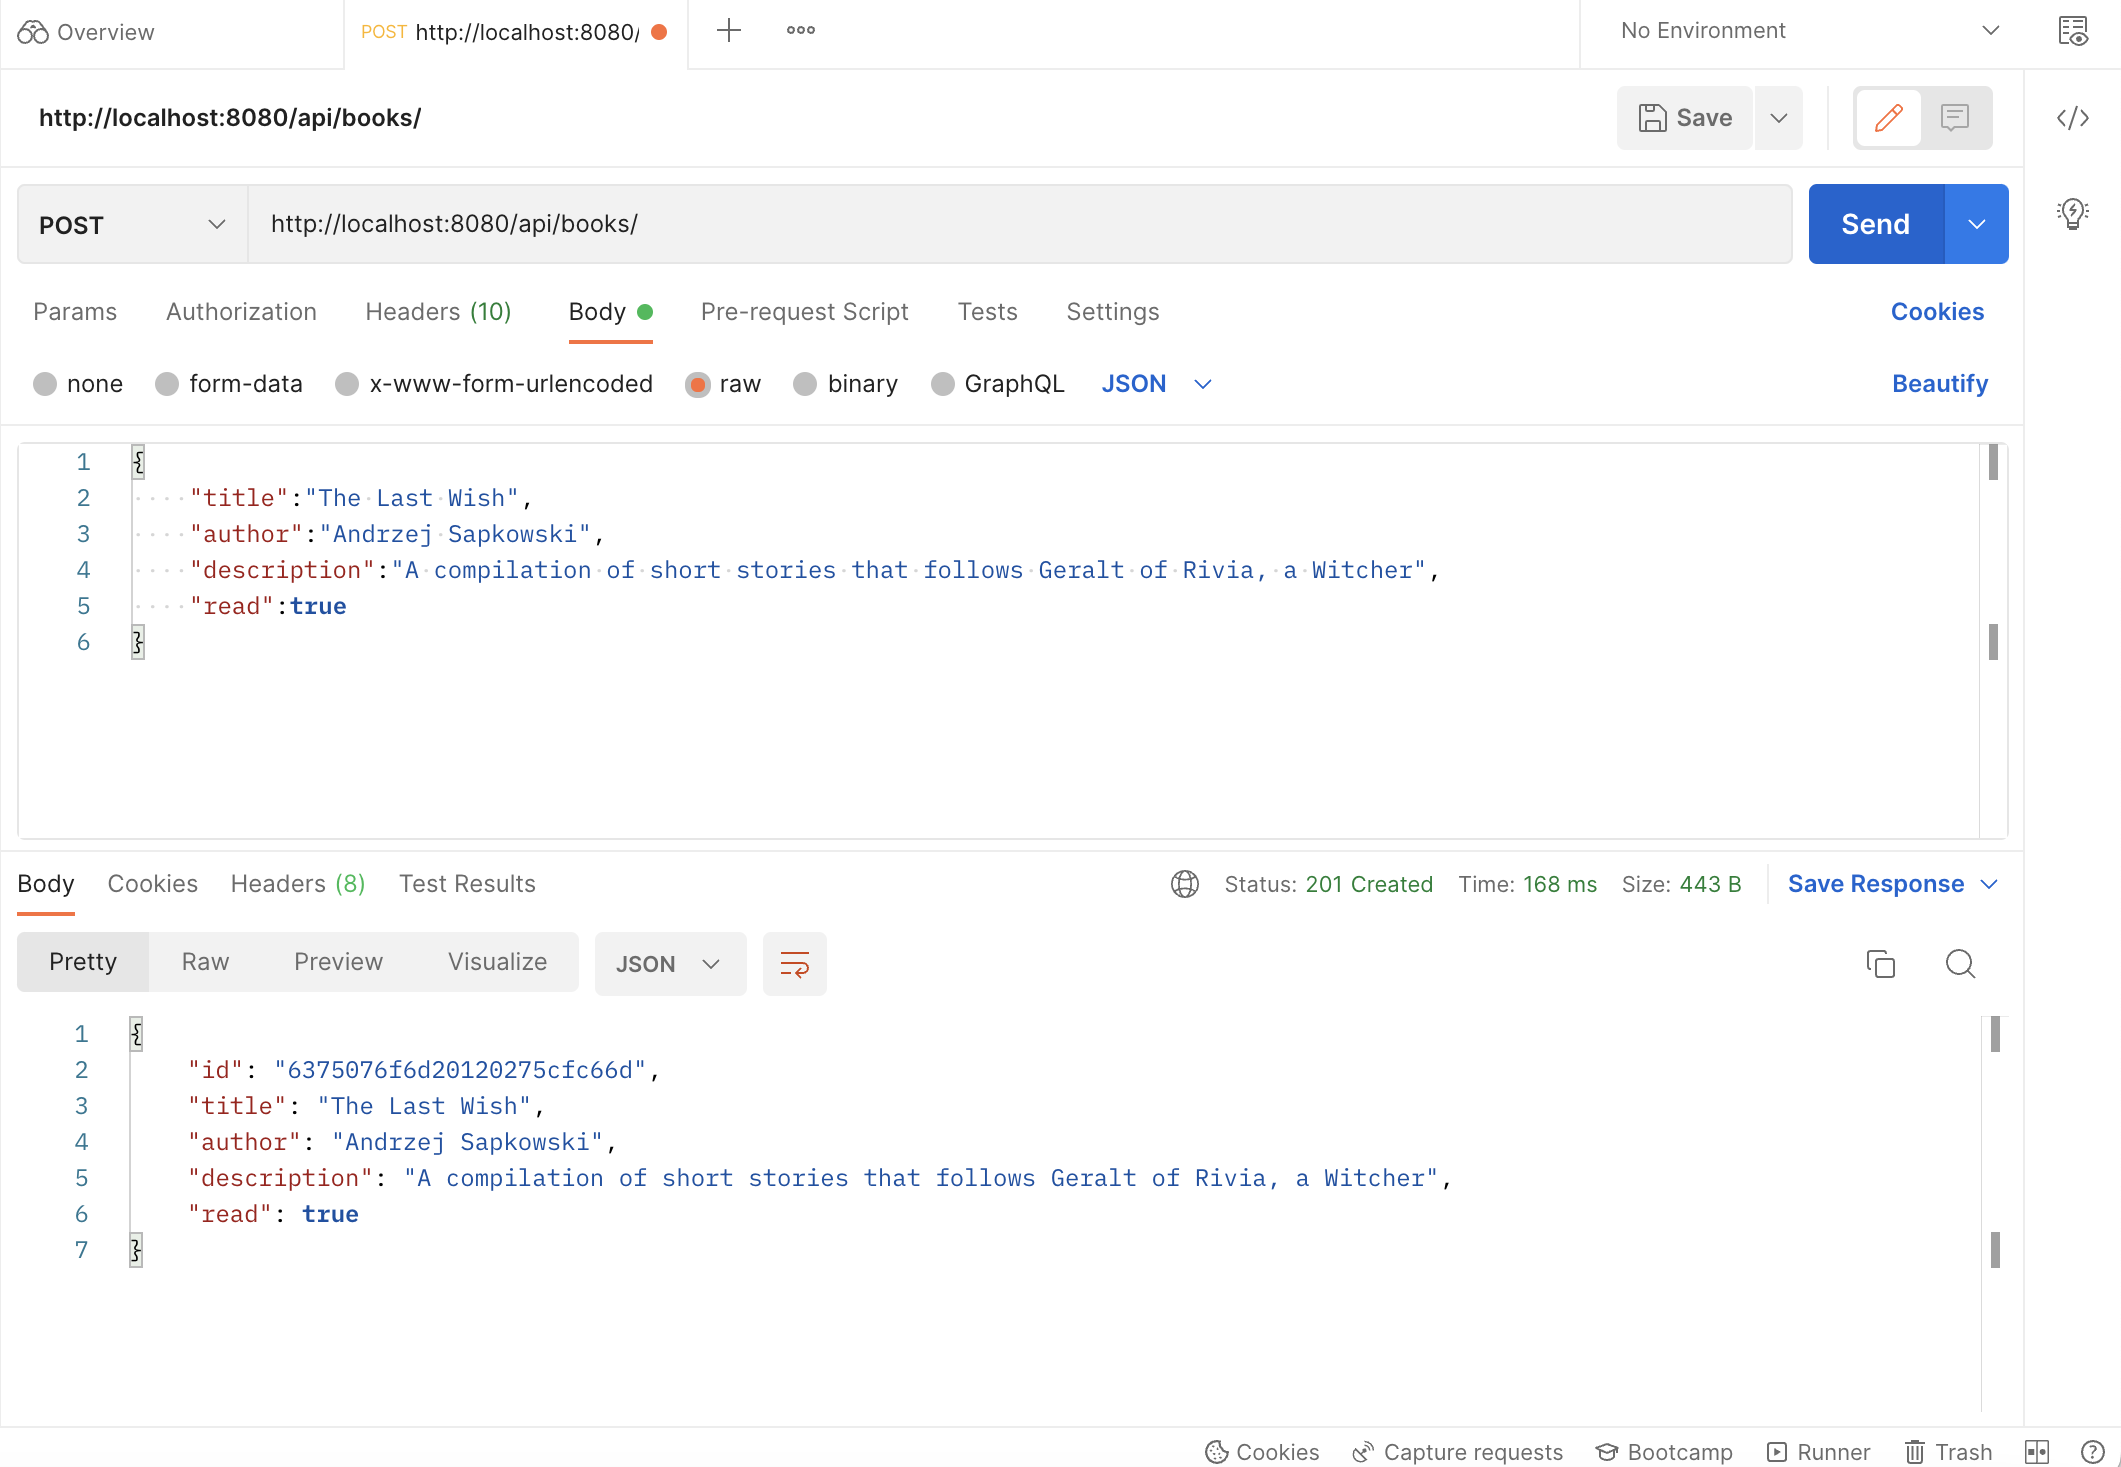 Overview
POST http://localhost:8080/
No Environment
http://localhost:8080/api/books/
Save
POST http://localhost:8080/api/books/ Send
Params Authorization Headers (10) Body Pre-request Script Tests Settings Cookies
none form-data x-www-form-urlencoded raw binary GraphQL JSON Beautify
1 {
2 "title":"The Last Wish",
3 "author":"Andrzej Sapkowski",
4 "description":"A compilation of short stories that follows Geralt of Rivia, a Witcher",
5 "read":true
6 }
Body Cookies Headers (8) Test Results Status: 201 Created Time: 168 ms Size: 443 B Save Response
Pretty Raw Preview Visualize JSON
1 {
2 "id": "6375076f6d20120275cfc66d",
3 "title": "The Last Wish",
4 "author": "Andrzej Sapkowski",
5 "description": "A compilation of short stories that follows Geralt of Rivia, a Witcher",
6 "read": true
7 }
Cookies Capture requests Bootcamp Runner Trash